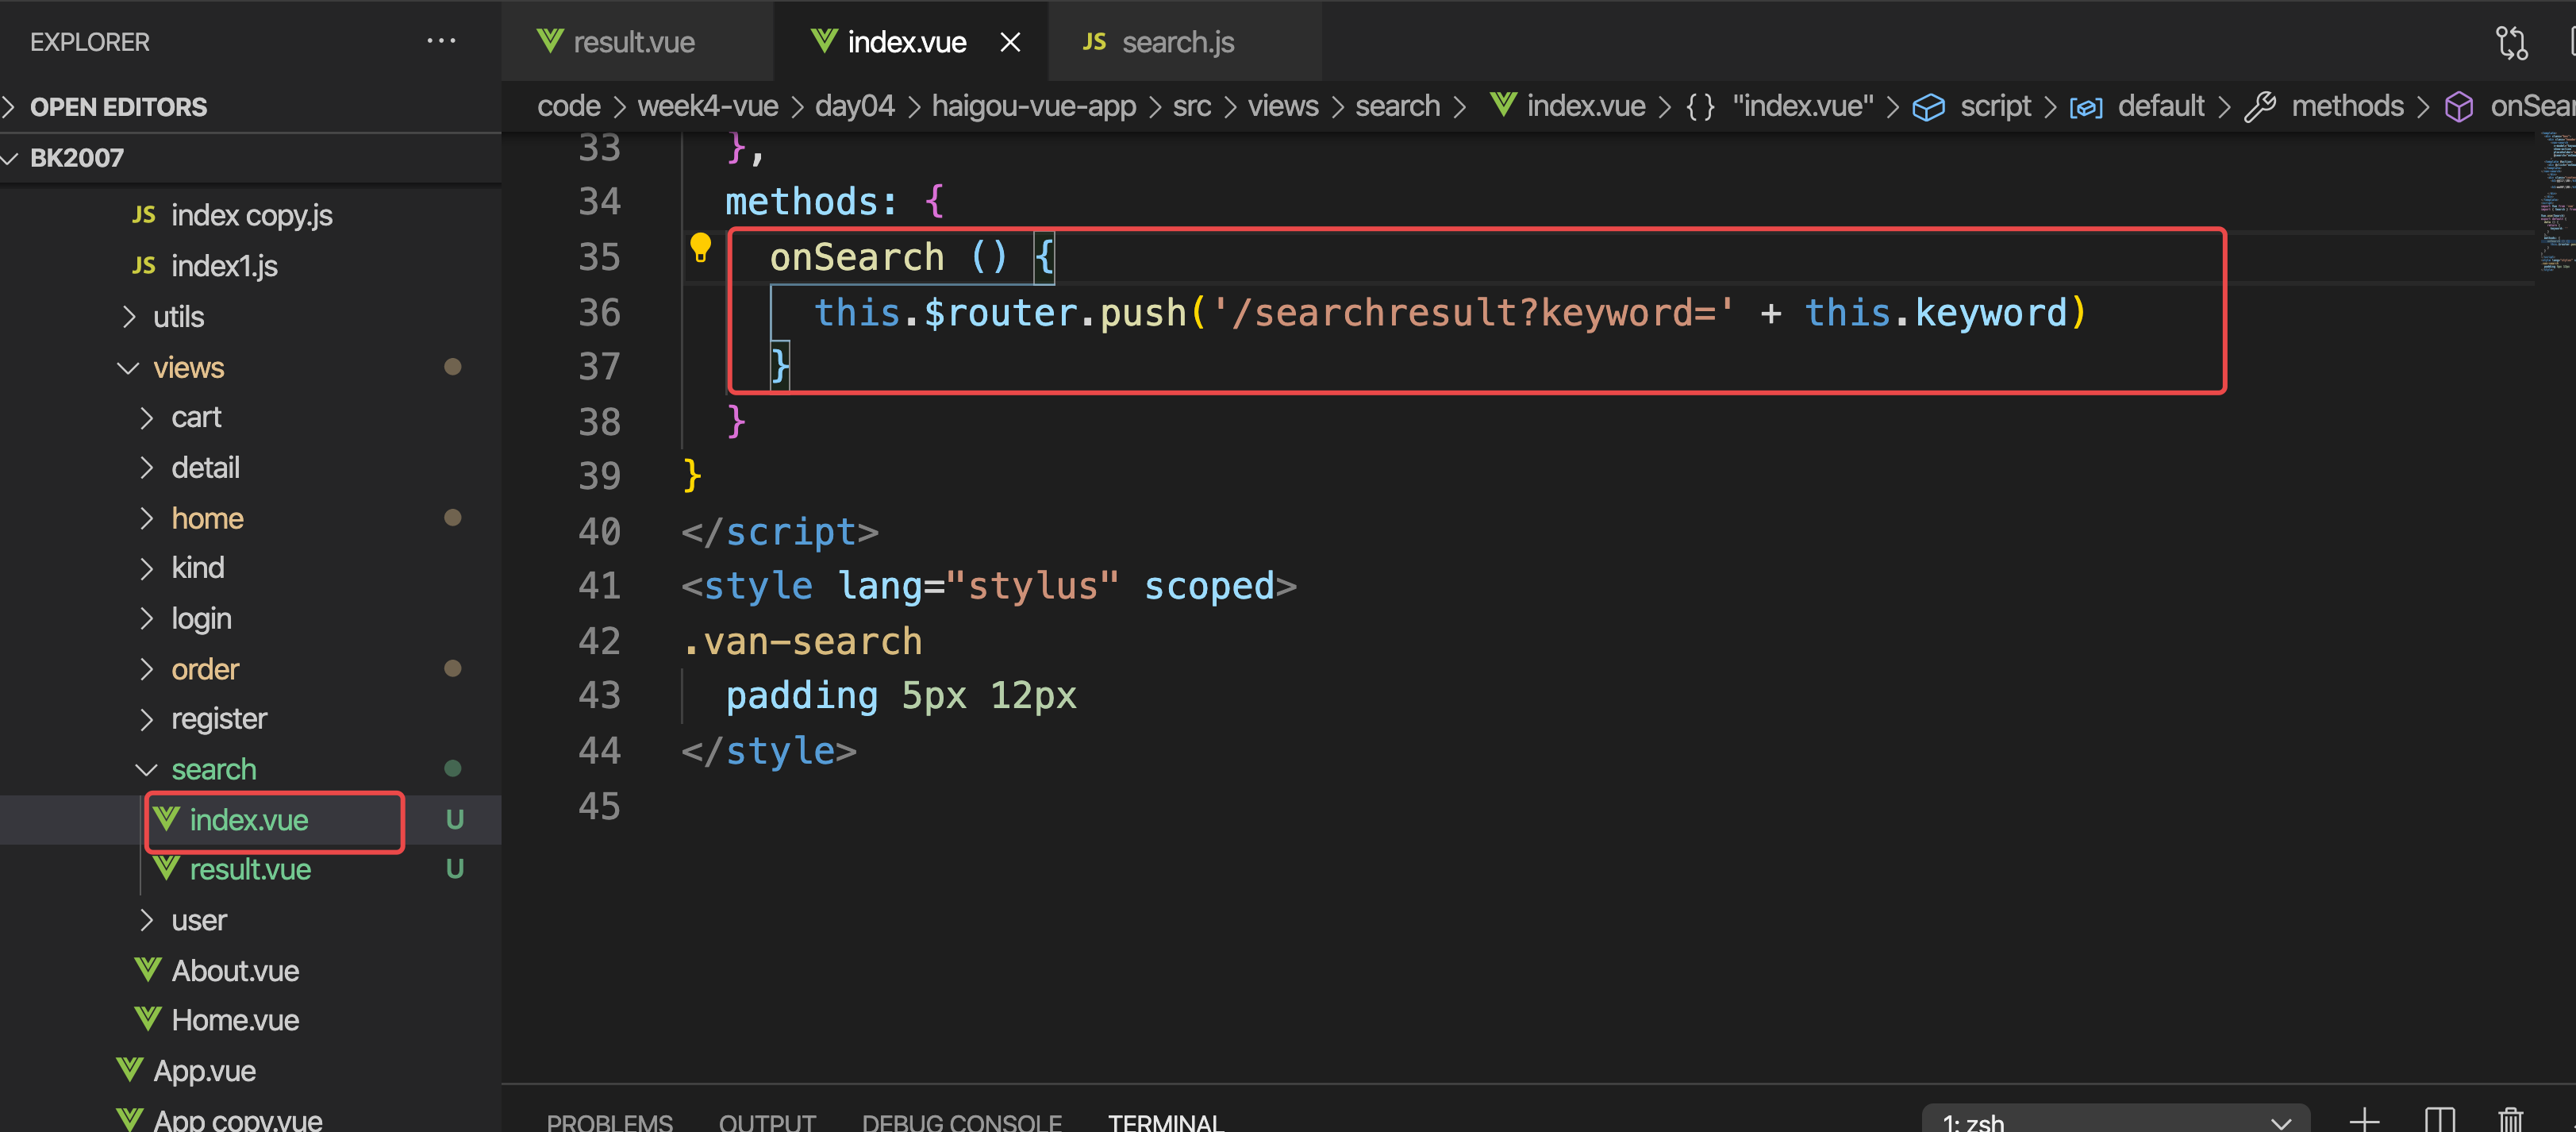 EXPLORER
OPEN EDITORS
BK2007
JS index copy.js
JS index1.js
utils
views
cart
detail
home
kind
login
order
register
search
index.vue U
result.vue U
user
About.vue
Home.vue
App.vue
App copy.vue
result.vue
index.vue
JS search.js
code > week4-vue > day04 > haigou-vue-app > src > views > search > index.vue > {} "index.vue" > script > default > methods > onSear
33 },
34 methods: {
35 onSearch () {
36 this.$router.push('/searchresult?keyword=' + this.keyword)
37 }
38 }
39 }
40 </script>
41 <style lang="stylus" scoped>
42 .van-search
43 padding 5px 12px
44 </style>
45
PROBLEMS OUTPUT DEBUG CONSOLE TERMINAL
1: zsh